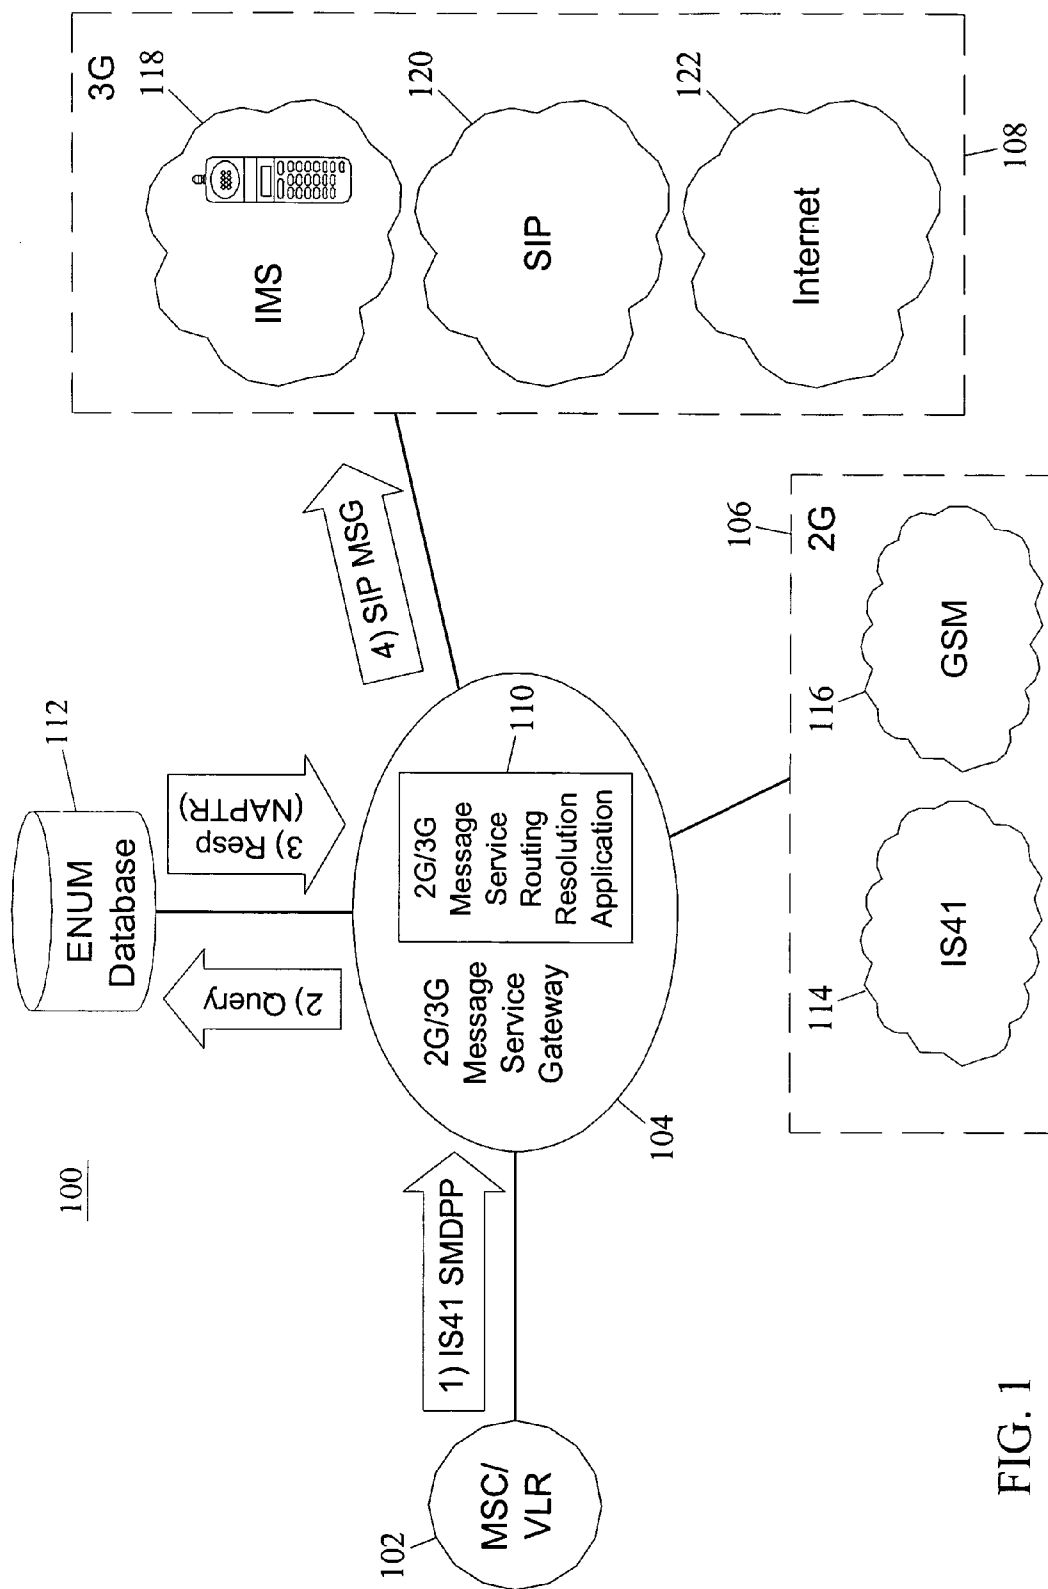 100
112
ENUM
Database
2) Query
3) Resp
(NAPTR)
102
MSC/
VLR
1) IS41 SMDPP
104
2G/3G
Message
Service
Gateway
110
2G/3G
Message
Service
Routing
Resolution
Application
4) SIP MSG
3G
118
IMS
120
SIP
122
Internet
108
106
2G
114
IS41
116
GSM
FIG. 1